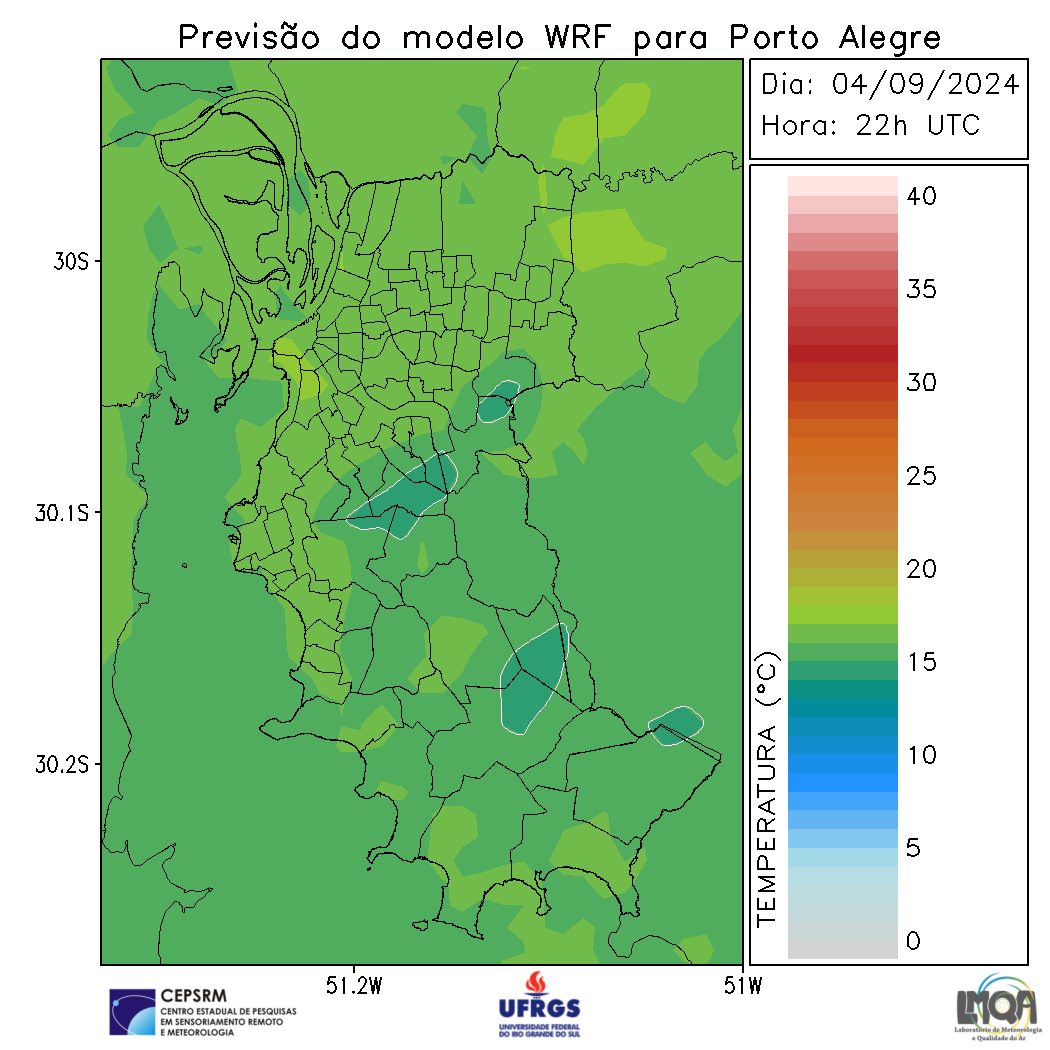 Previsão do modelo WRF para Porto Alegre
Dia: 04/09/2024
Hora: 22h UTC
30S
30.1S
30.2S
51.2W
51W
TEMPERATURA (°C)
40
35
30
25
20
15
10
5
0
CEPSRM
CENTRO ESTADUAL DE PESQUISAS
EM SENSORIAMENTO REMOTO
E METEOROLOGIA
UFRGS
UNIVERSIDADE FEDERAL
DO RIO GRANDE DO SUL
LMQA
Laboratório de Meteorologia
e Qualidade do Ar